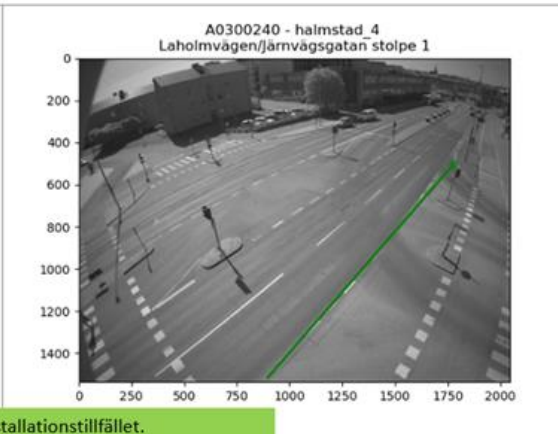 A0300240 - halmstad_4
Laholmvägen/Järnvägsgatan stolpe 1
0
200
400
600
800
1000
1200
1400
0 250 500 750 1000 1250 1500 1750 2000
tallationstillfället.